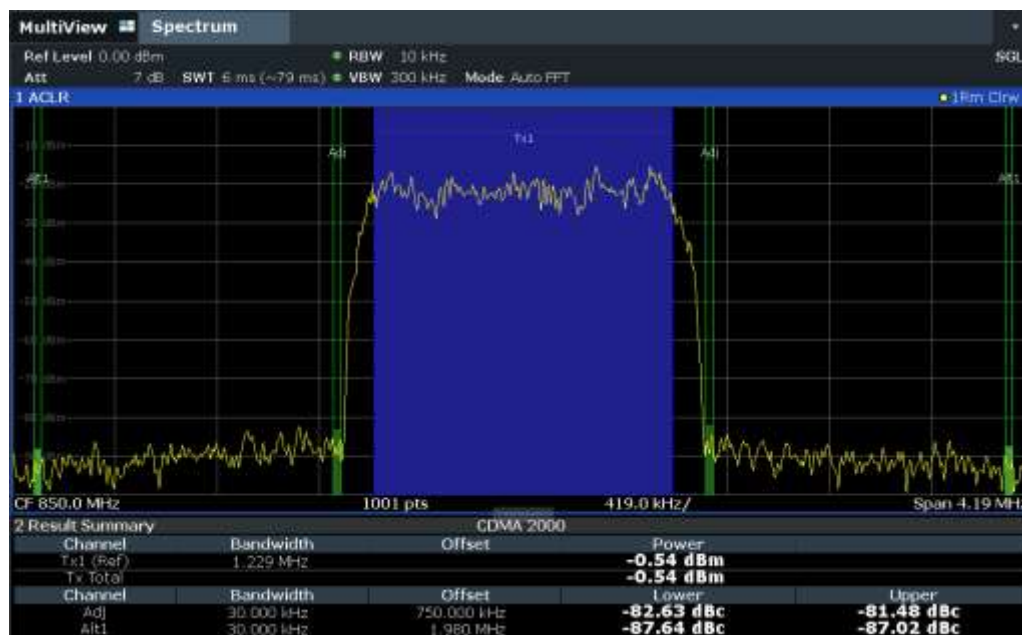 MultiView Spectrum
Ref Level 0.00 dBm RBW 10 kHz SGL
Att 7 dB SWT 6 ms (~79 ms) VBW 300 kHz Mode Auto FFT
1 ACLR 1Rm Clrw
Tx1
Adj Adj
Alt1 Alt1
CF 850.0 MHz 1001 pts 419.0 kHz/ Span 4.19 MH
2 Result Summary CDMA 2000
Channel Bandwidth Offset Power
Tx1 (Ref) 1.229 MHz -0.54 dBm
Tx Total -0.54 dBm
Channel Bandwidth Offset Lower Upper
Adj 30.000 kHz 750.000 kHz -82.63 dBc -81.48 dBc
Alt1 30.000 kHz 1.980 MHz -87.64 dBc -87.02 dBc